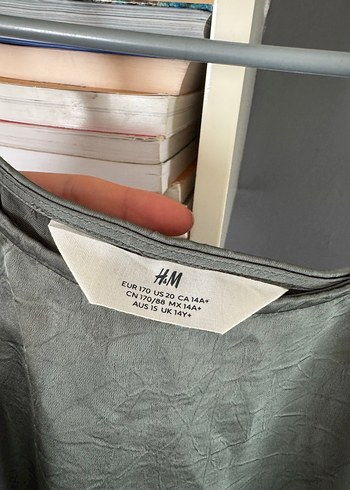 H&M
EUR 170 US 20 CA 14A+
CN 170/88 MX 14A+
AUS 15 UK 14Y+